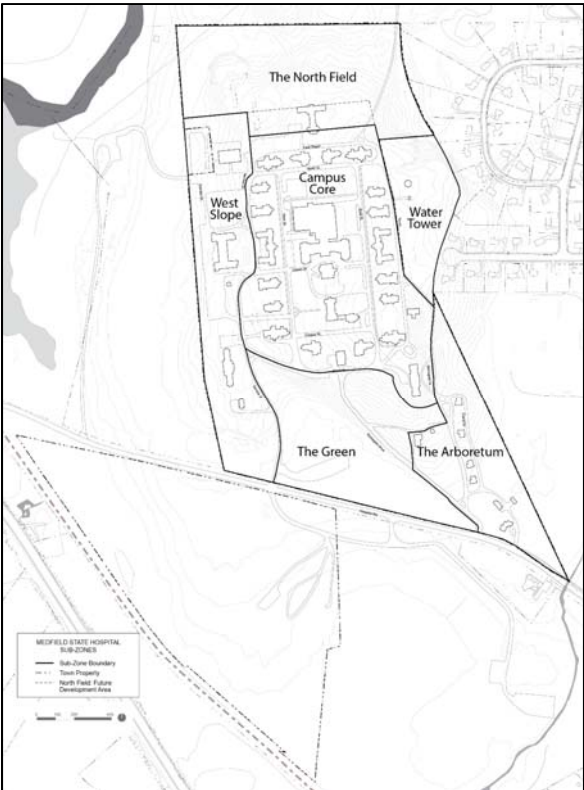 The North Field
Campus
Core
West
Slope
Water
Tower
The Green
The Arboretum
MEDFIELD STATE HOSPITAL
SUB-ZONES
Sub-Zone Boundary
Town Property
North Field: Future
Development Area